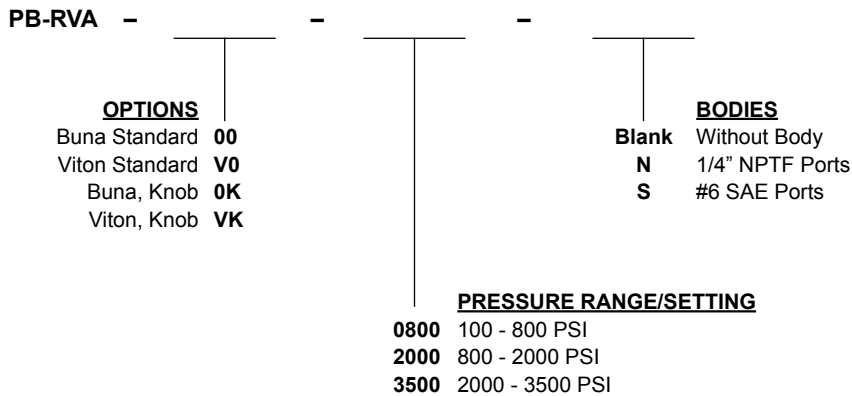 PB-RVA – – –
OPTIONS
Buna Standard 00
Viton Standard V0
Buna, Knob 0K
Viton, Knob VK
BODIES
Blank Without Body
N 1/4” NPTF Ports
S #6 SAE Ports
PRESSURE RANGE/SETTING
0800 100 - 800 PSI
2000 800 - 2000 PSI
3500 2000 - 3500 PSI